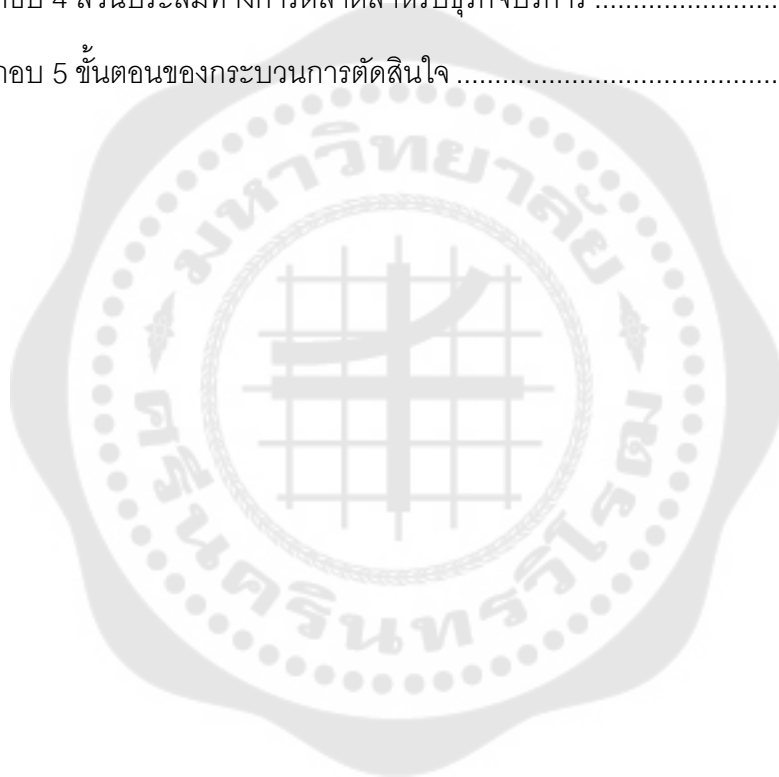 กอบ 4 ส่วนประสมทางการตลาดสำหรับธุรกิจบริการ ........................
กอบ 5 ขั้นตอนของกระบวนการตัดสินใจ ..........................................
มหาวิทยาลัย
ศรีนครินทรวิโรฒ